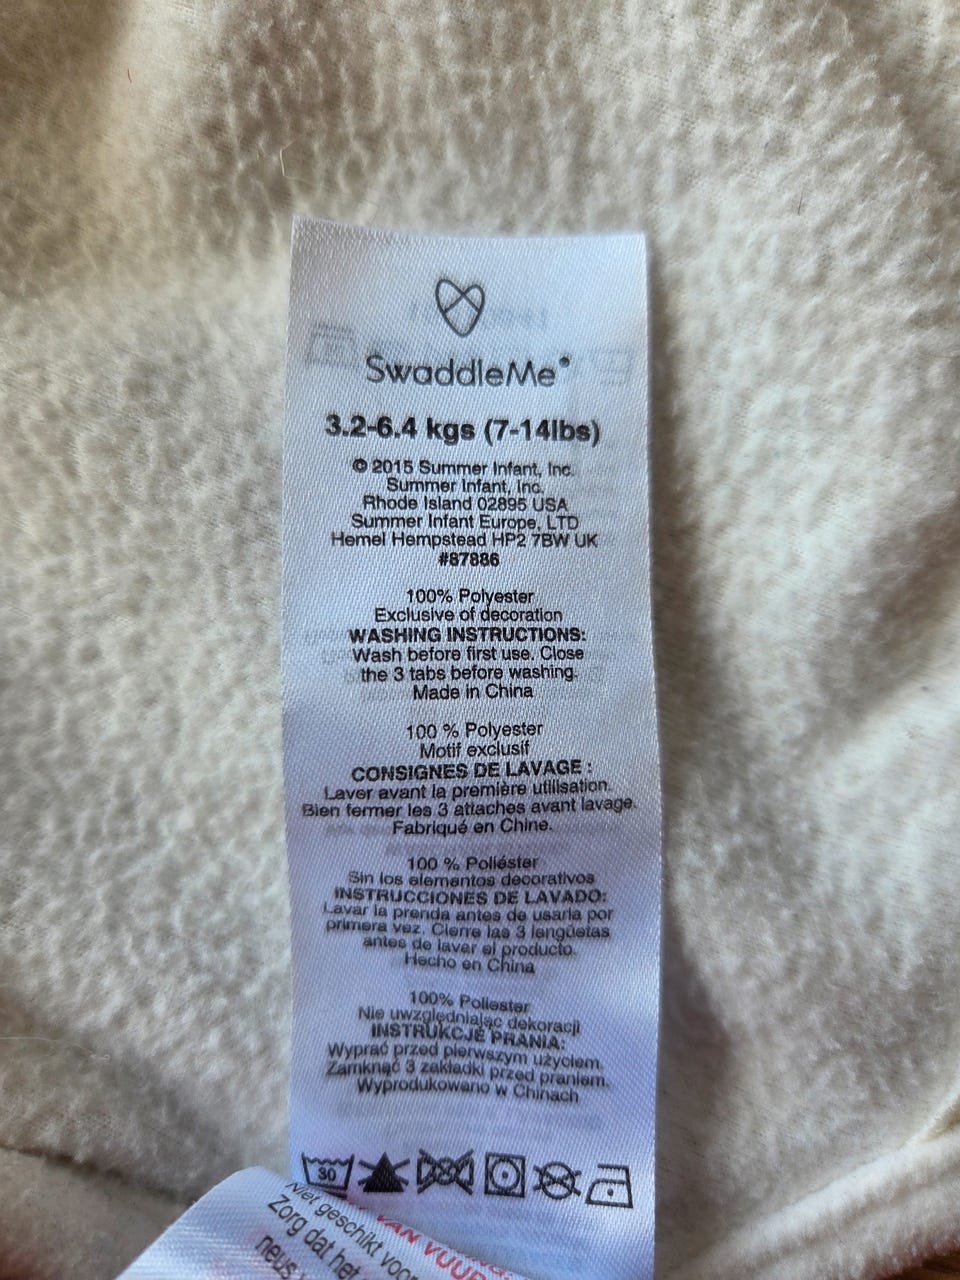 SwaddleMe®
3.2-6.4 kgs (7-14lbs)
© 2015 Summer Infant, Inc.
Summer Infant, Inc.
Rhode Island 02895 USA
Summer Infant Europe, LTD
Hemel Hempstead HP2 7BW UK
#87886
100% Polyester
Exclusive of decoration
WASHING INSTRUCTIONS:
Wash before first use. Close
the 3 tabs before washing.
Made in China
100 % Polyester
Motif exclusif
CONSIGNES DE LAVAGE :
Laver avant la première utilisation.
Bien fermer les 3 attaches avant lavage.
Fabriqué en Chine.
100 % Poliéster
Sin los elementos decorativos
INSTRUCCIONES DE LAVADO:
Lavar la prenda antes de usarla por
primera vez. Cierre las 3 lengüetas
antes de lavar el producto.
Hecho en China
100% Poliester
Nie uwzględniając dekoracji
INSTRUKCJE PRANIA:
Wyprać przed pierwszym użyciem.
Zamknąć 3 zakładki przed praniem.
Wyprodukowano w Chinach
30
Niet geschikt voor
Zorg dat het
neus
VAN VUUR